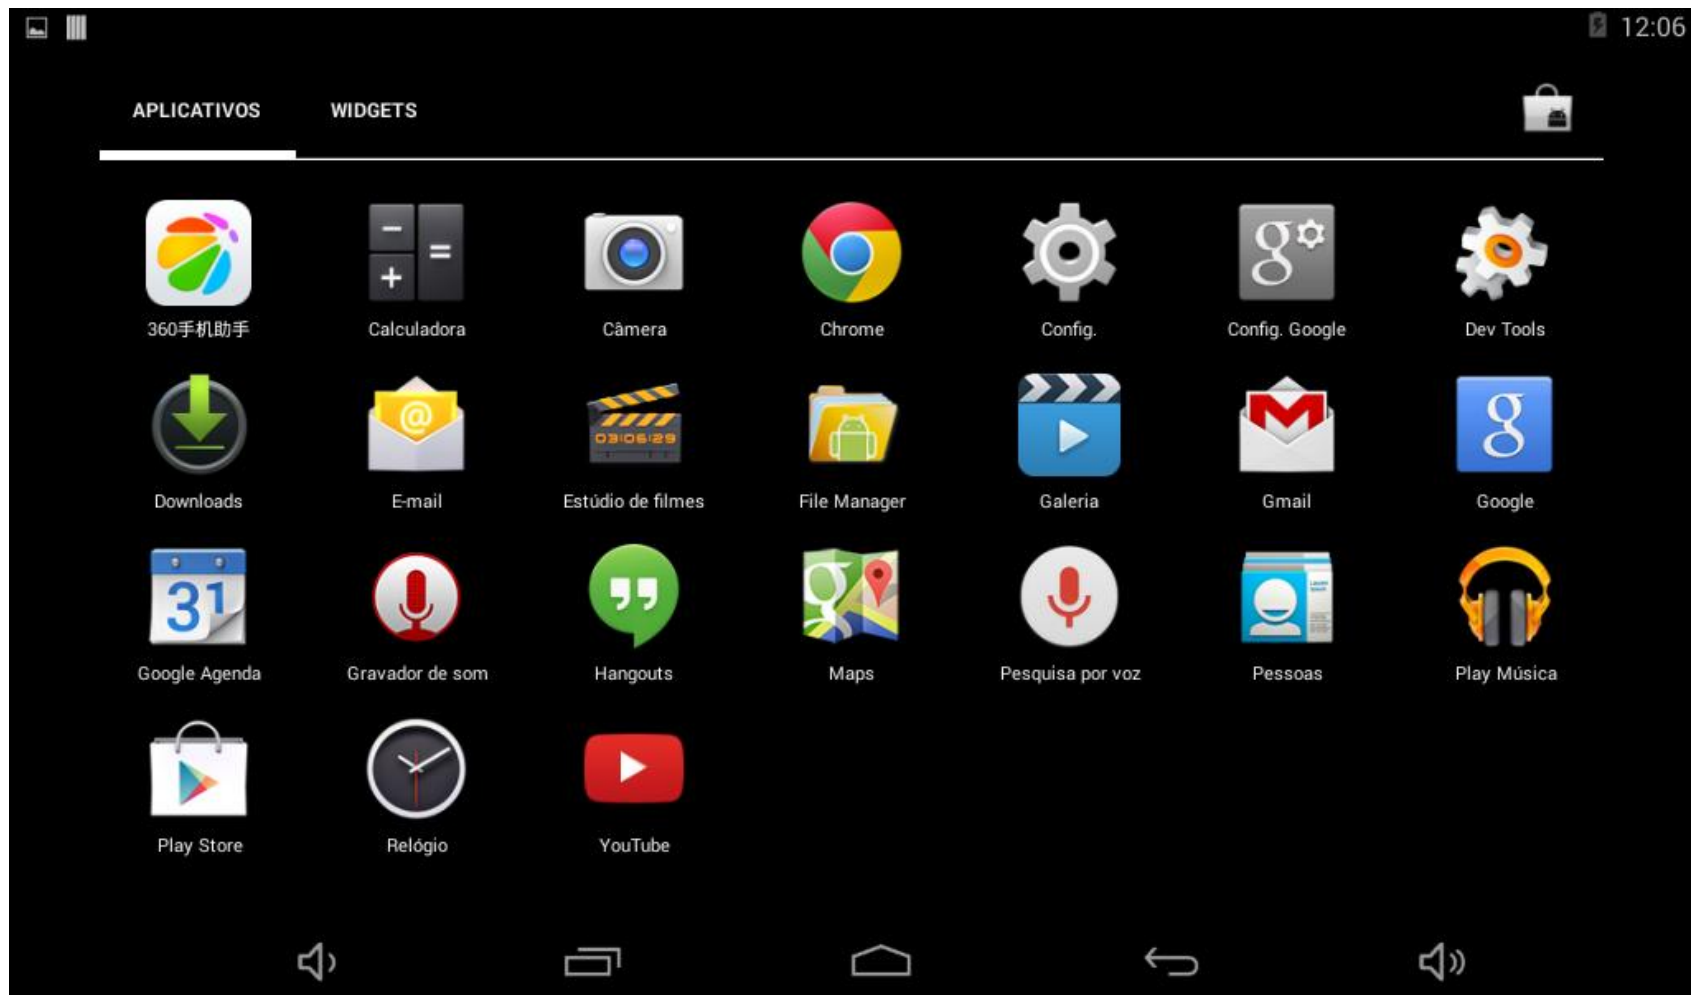 12:06
APLICATIVOS
WIDGETS
360手机助手
Calculadora
Câmera
Chrome
Config.
Config. Google
Dev Tools
Downloads
E-mail
Estúdio de filmes
File Manager
Galeria
Gmail
Google
03:06:29
@
g
g
31
Google Agenda
Gravador de som
Hangouts
Maps
Pesquisa por voz
Pessoas
Play Música
Play Store
Relógio
YouTube